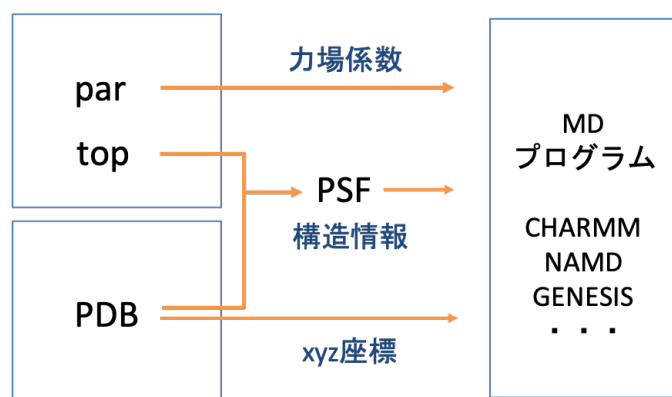 par
top
PDB
力場係数
PSF
構造情報
xyz座標
MD
プログラム
CHARMM
NAMD
GENESIS
・・・